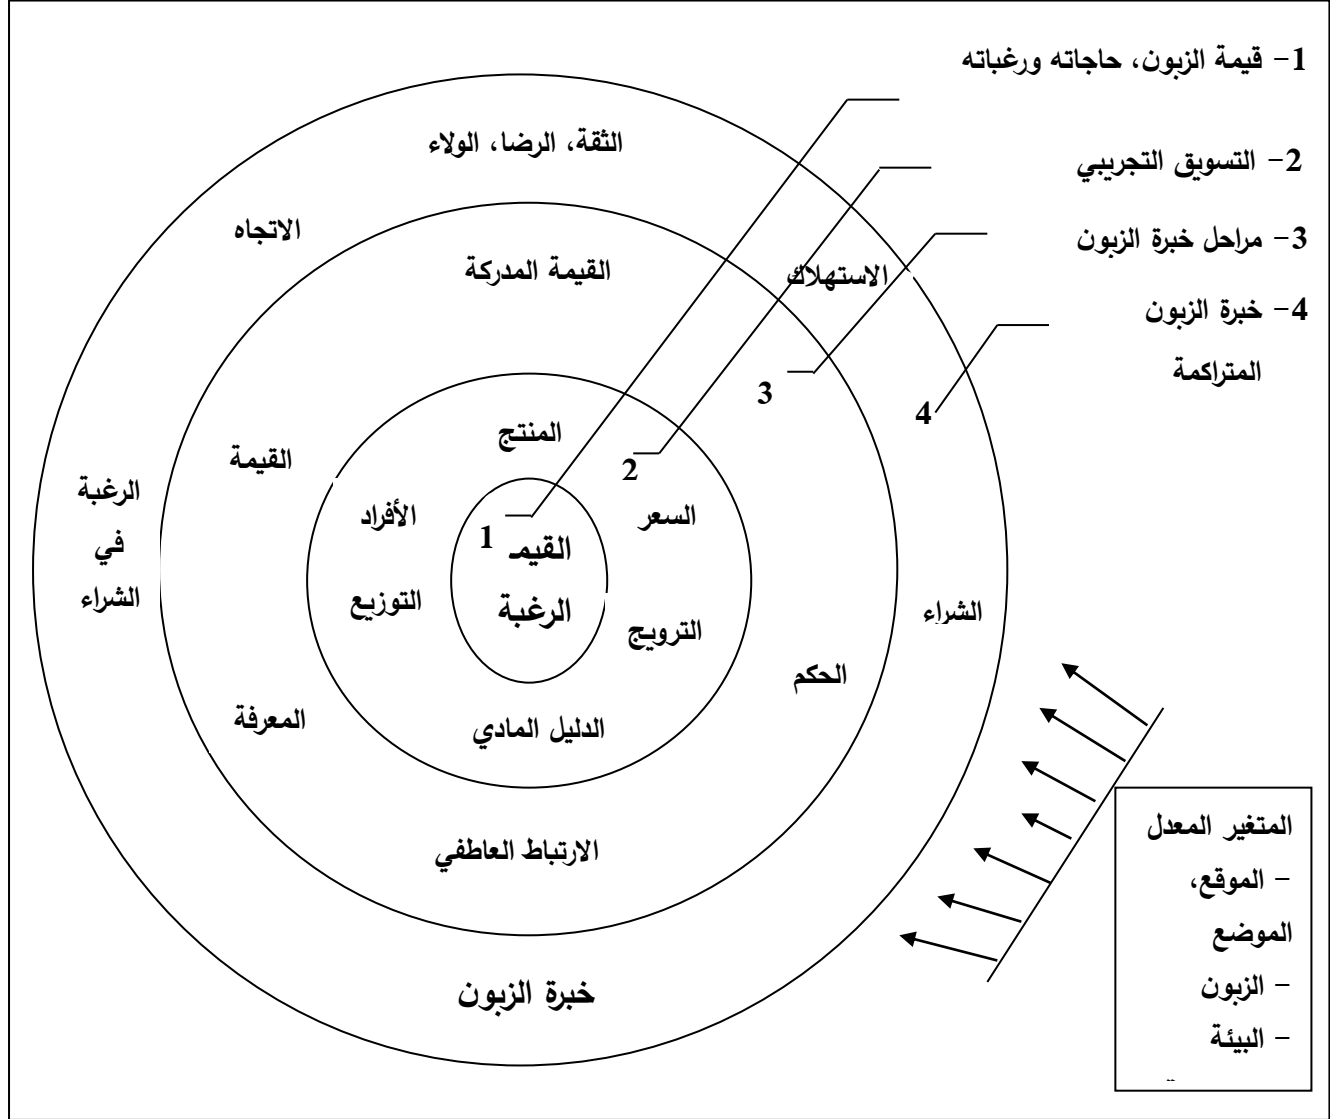 1- قيمة الزبون، حاجاته ورغباته
2- التسويق التجريبي
3- مراحل خبرة الزبون
4- خبرة الزبون
المتراكمة
الثقة، الرضا، الولاء
الاتجاه
الاستهلاك
القيمة المدركة
3
4
المنتج
2
القيمة
الرغبة
في
الشراء
الأفراد
السعر
1
القيمـ
الرغبة
التوزيع
الترويج
الشراء
الحكم
المعرفة
الدليل المادي
الارتباط العاطفي
خبرة الزبون
المتغير المعدل
- الموقع،
الموضع
- الزبون
- البيئة